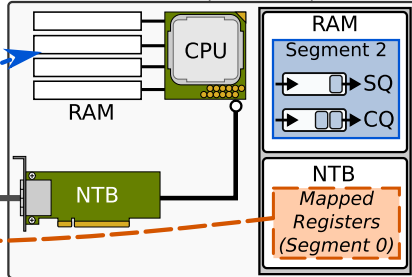 CPU
RAM
NTB
RAM
Segment 2
SQ
CQ
NTB
Mapped
Registers
(Segment 0)